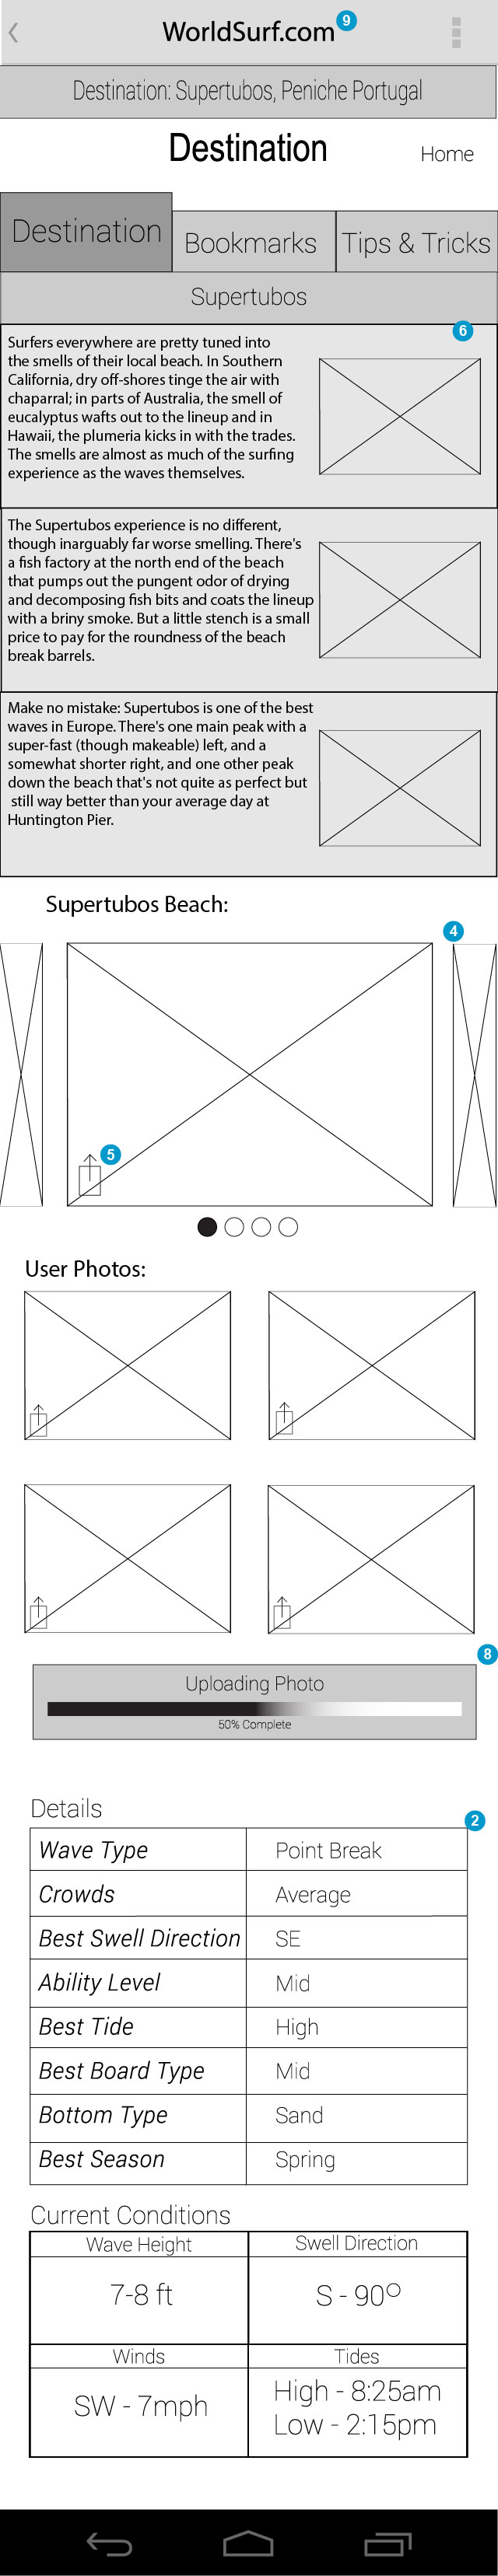 WorldSurf.com 9
Destination: Supertubos, Peniche Portugal
Destination
Home
Destination
Bookmarks
Tips & Tricks
Supertubos
6
Surfers everywhere are pretty tuned into
the smells of their local beach. In Southern
California, dry off-shores tinge the air with
chaparral; in parts of Australia, the smell of
eucalyptus wafts out to the lineup and in
Hawaii, the plumeria kicks in with the trades.
The smells are almost as much of the surfing
experience as the waves themselves.
The Supertubos experience is no different,
though inarguably far worse smelling. There's
a fish factory at the north end of the beach
that pumps out the pungent odor of drying
and decomposing fish bits and coats the lineup
with a briny smoke. But a little stench is a small
price to pay for the roundness of the beach
break barrels.
Make no mistake: Supertubos is one of the best
waves in Europe. There's one main peak with a
super-fast (though makeable) left, and a
somewhat shorter right, and one other peak
down the beach that's not quite as perfect but
still way better than your average day at
Huntington Pier.
Supertubos Beach:
4
5
User Photos:
8
Uploading Photo
50% Complete
Details
2
Wave Type Point Break
Crowds Average
Best Swell Direction SE
Ability Level Mid
Best Tide High
Best Board Type Mid
Bottom Type Sand
Best Season Spring
Current Conditions
Wave Height
7-8 ft
Swell Direction
S - 90°
Winds
SW - 7mph
Tides
High - 8:25am
Low - 2:15pm